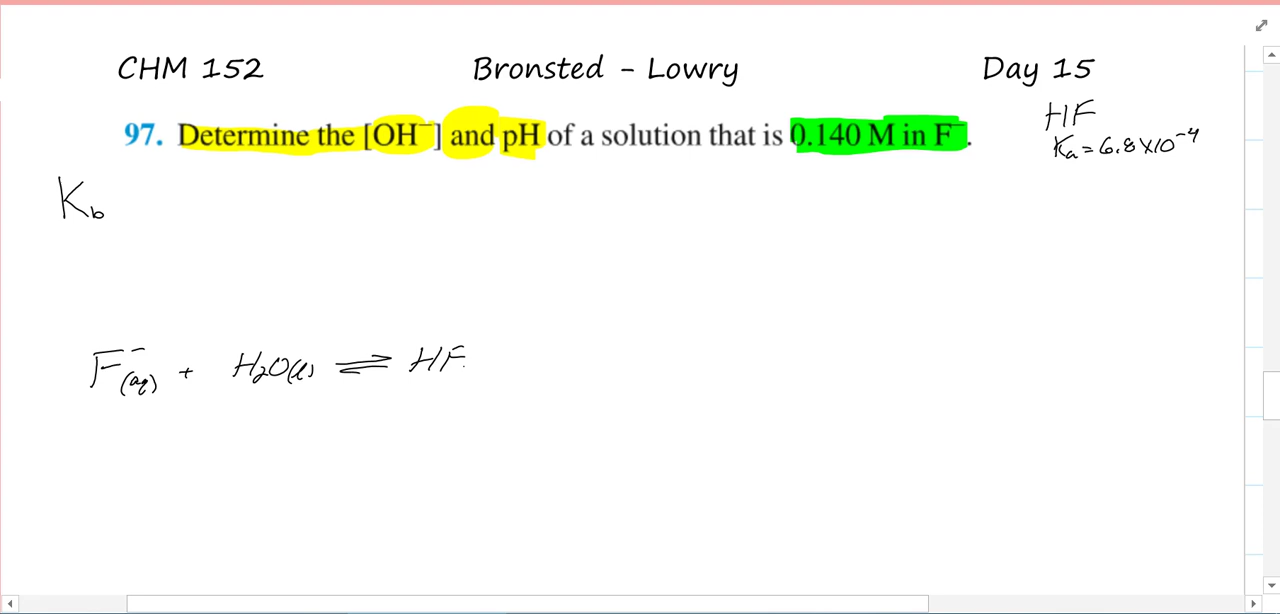 CHM 152 Bronsted - Lowry Day 15
HF
97. Determine the [OH⁻] and pH of a solution that is 0.140 M in F⁻.
Ka = 6.8 x 10⁻⁴
Kb
F⁻(aq) + H₂O(l) ⇌ HF